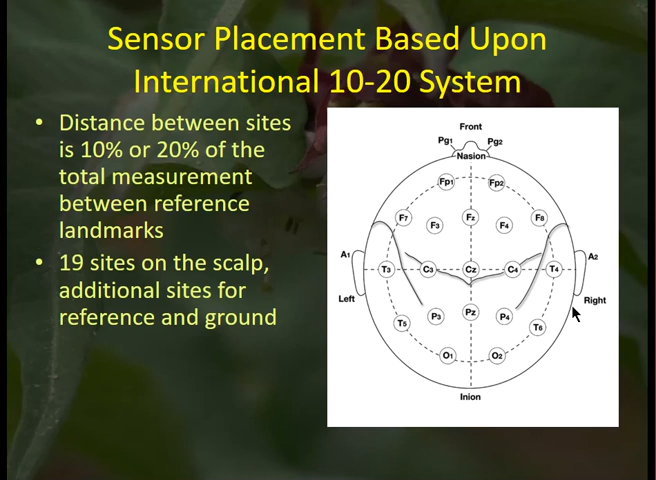 Sensor Placement Based Upon
International 10-20 System
• Distance between sites
is 10% or 20% of the
total measurement
between reference
landmarks
• 19 sites on the scalp,
additional sites for
reference and ground
Front
Pg1 Pg2
Nasion
Fp1 Fp2
F7 F3 Fz F4 F8
A1 T3 C3 Cz C4 T4 A2
Left Right
T5 P3 Pz P4 T6
O1 O2
Inion